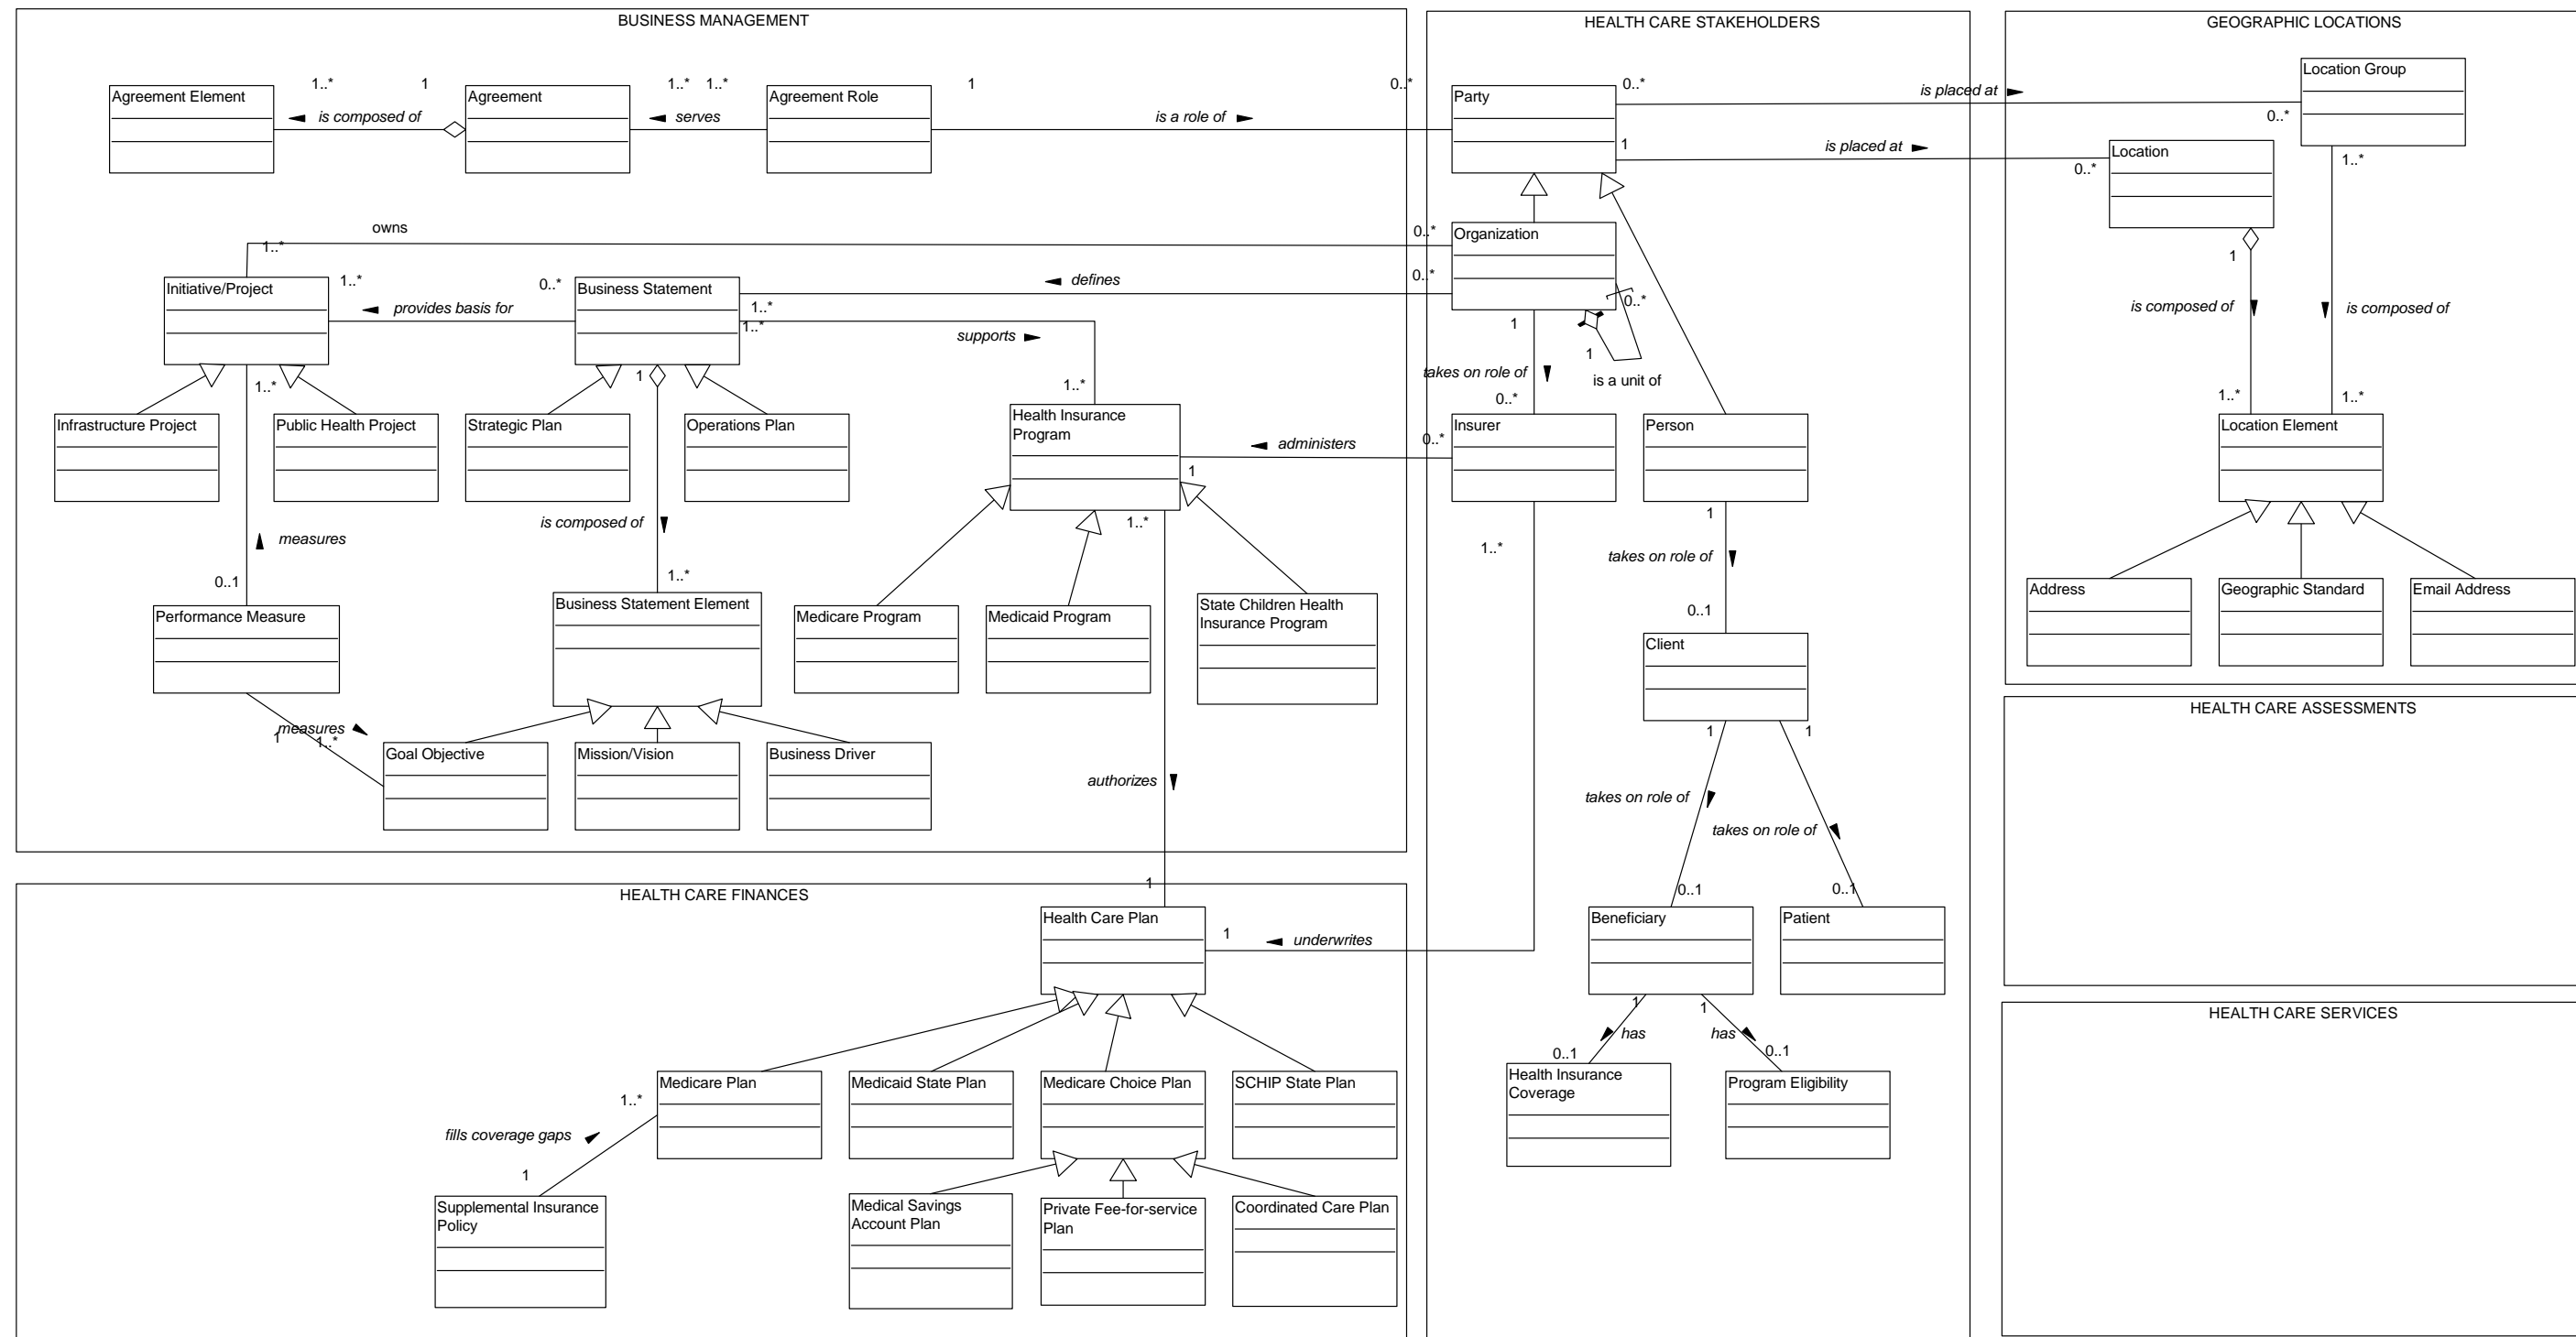 BUSINESS MANAGEMENT
Agreement Element
1..*
1
is composed of
Agreement
1..*
1..*
serves
Agreement Role
1
is a role of
0..*
owns
1..*
0..*
Initiative/Project
1..*
0..*
provides basis for
Business Statement
defines
0..*
1..*
1..*
supports
1..*
1..*
1
Infrastructure Project
Public Health Project
Strategic Plan
Operations Plan
Health Insurance
Program
administers
0..*
1
1..*
is composed of
measures
0..1
1..*
Performance Measure
Business Statement Element
Medicare Program
Medicaid Program
State Children Health
Insurance Program
measures
1
1..*
Goal Objective
Mission/Vision
Business Driver
authorizes
HEALTH CARE STAKEHOLDERS
Party
0..*
1
Organization
0..*
1
1
is a unit of
takes on role of
0..*
Insurer
Person
1..*
1
takes on role of
0..1
Client
1
1
takes on role of
takes on role of
0..1
0..1
Beneficiary
Patient
1
1
has
has
0..1
0..1
Health Insurance
Coverage
Program Eligibility
GEOGRAPHIC LOCATIONS
Location Group
is placed at
0..*
is placed at
0..*
Location
1..*
1
is composed of
is composed of
1..*
1..*
Location Element
Address
Geographic Standard
Email Address
HEALTH CARE ASSESSMENTS
HEALTH CARE SERVICES
HEALTH CARE FINANCES
1
Health Care Plan
1
underwrites
Medicare Plan
Medicaid State Plan
Medicare Choice Plan
SCHIP State Plan
1..*
fills coverage gaps
1
Supplemental Insurance
Policy
Medical Savings
Account Plan
Private Fee-for-service
Plan
Coordinated Care Plan